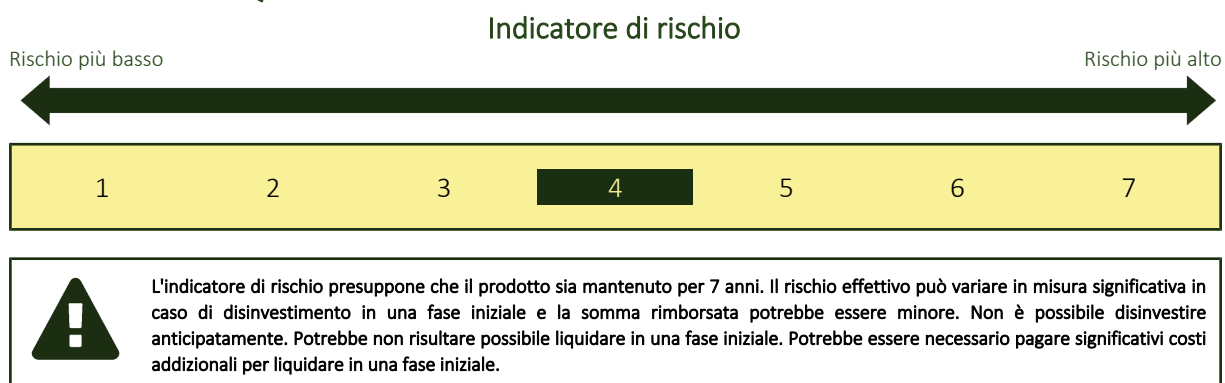 Indicatore di rischio
Rischio più basso
Rischio più alto
1 2 3 4 5 6 7
L'indicatore di rischio presuppone che il prodotto sia mantenuto per 7 anni. Il rischio effettivo può variare in misura significativa in
caso di disinvestimento in una fase iniziale e la somma rimborsata potrebbe essere minore. Non è possibile disinvestire
anticipatamente. Potrebbe non risultare possibile liquidare in una fase iniziale. Potrebbe essere necessario pagare significativi costi
addizionali per liquidare in una fase iniziale.